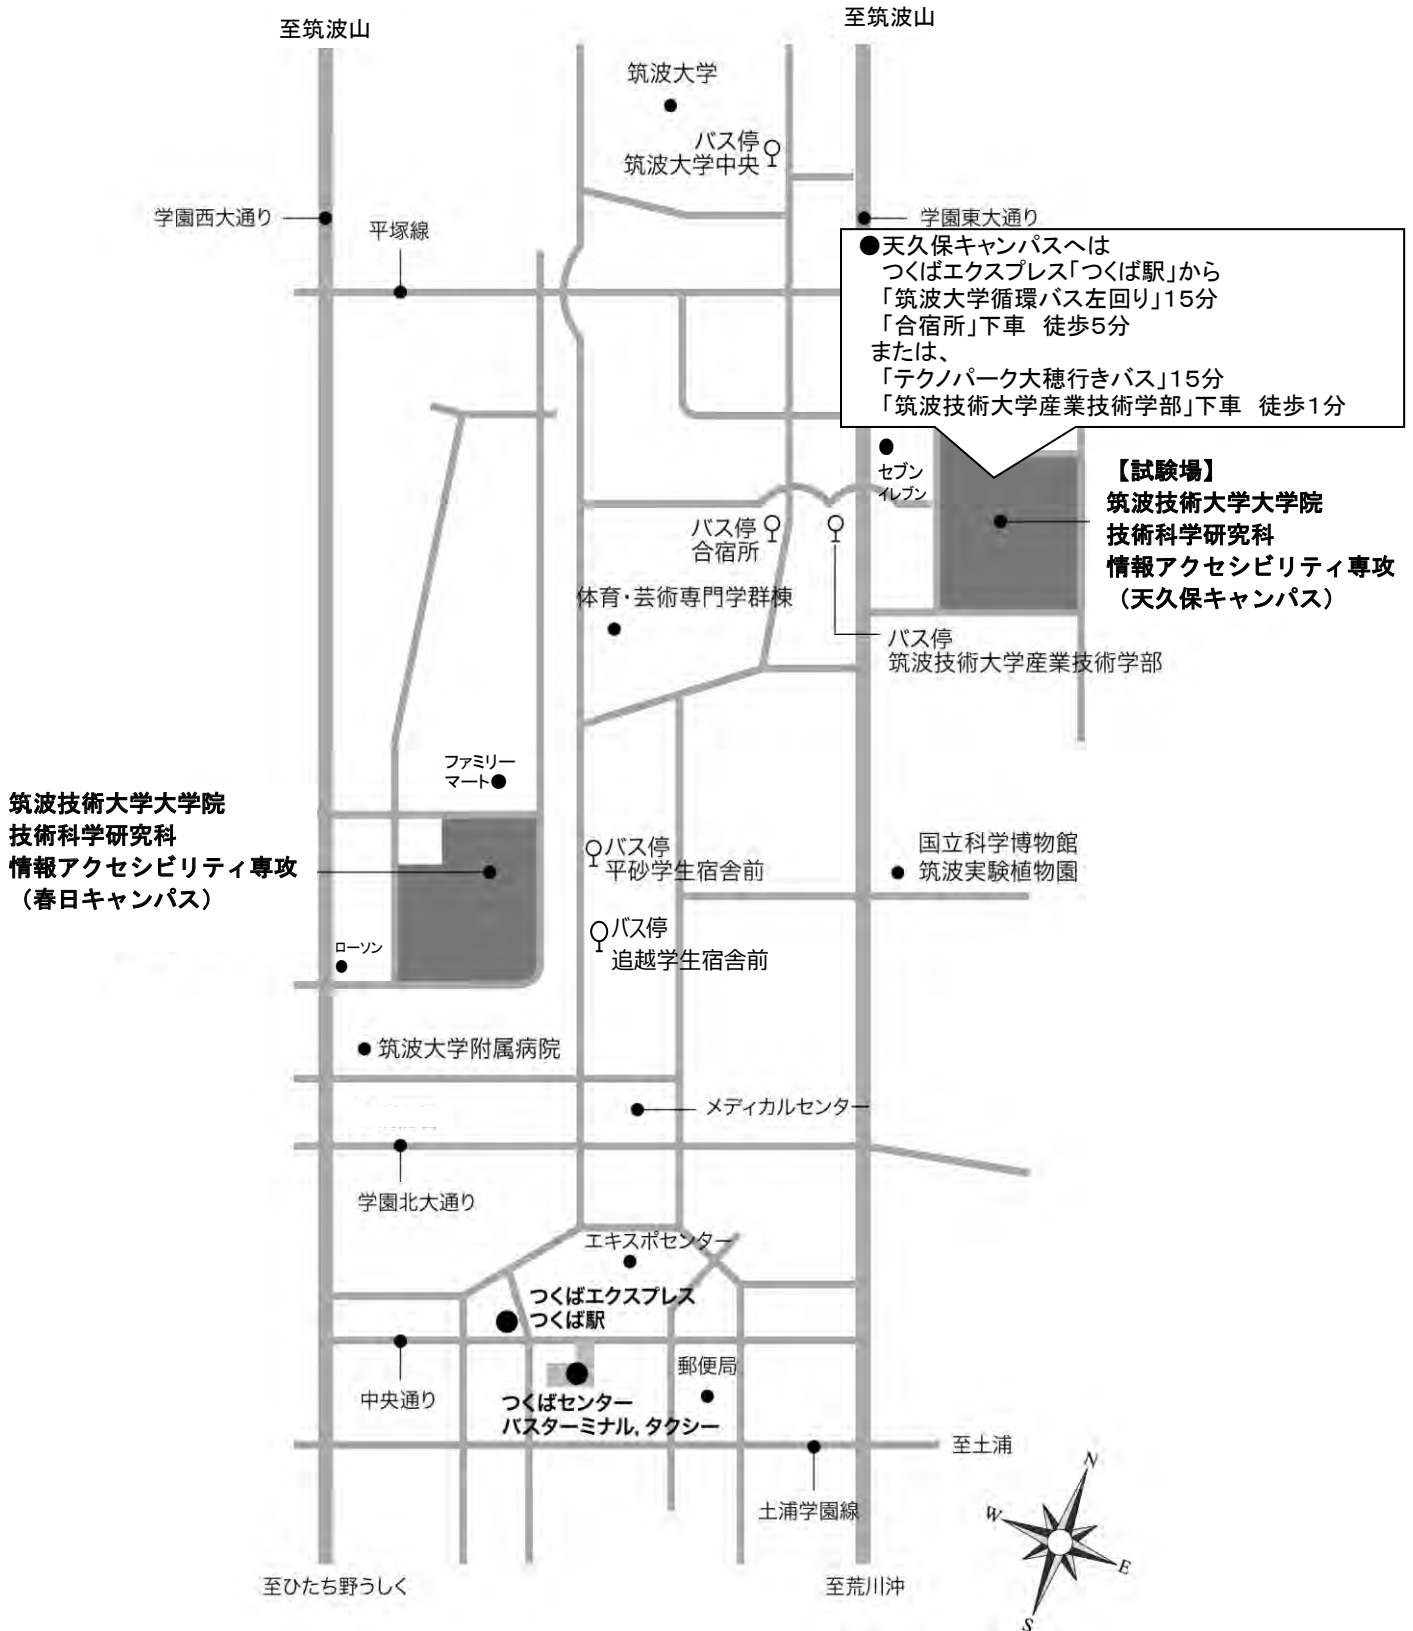 至筑波山
至筑波山
筑波大学
バス停
筑波大学中央
学園西大通り
平塚線
学園東大通り
●天久保キャンパスへは
つくばエクスプレス「つくば駅」から
「筑波大学循環バス左回り」15分
「合宿所」下車　徒歩5分
または、
「テクノパーク大穂行きバス」15分
「筑波技術大学産業技術学部」下車　徒歩1分
セブン
イレブン
【試験場】
筑波技術大学大学院
技術科学研究科
情報アクセシビリティ専攻
（天久保キャンパス）
バス停
合宿所
体育・芸術専門学群棟
バス停
筑波技術大学産業技術学部
ファミリー
マート
筑波技術大学大学院
技術科学研究科
情報アクセシビリティ専攻
（春日キャンパス）
バス停
平砂学生宿舎前
国立科学博物館
筑波実験植物園
バス停
追越学生宿舎前
ローソン
筑波大学附属病院
メディカルセンター
学園北大通り
エキスポセンター
つくばエクスプレス
つくば駅
中央通り
郵便局
つくばセンター
バスターミナル,タクシー
至土浦
土浦学園線
N
W
E
S
至ひたち野うしく
至荒川沖